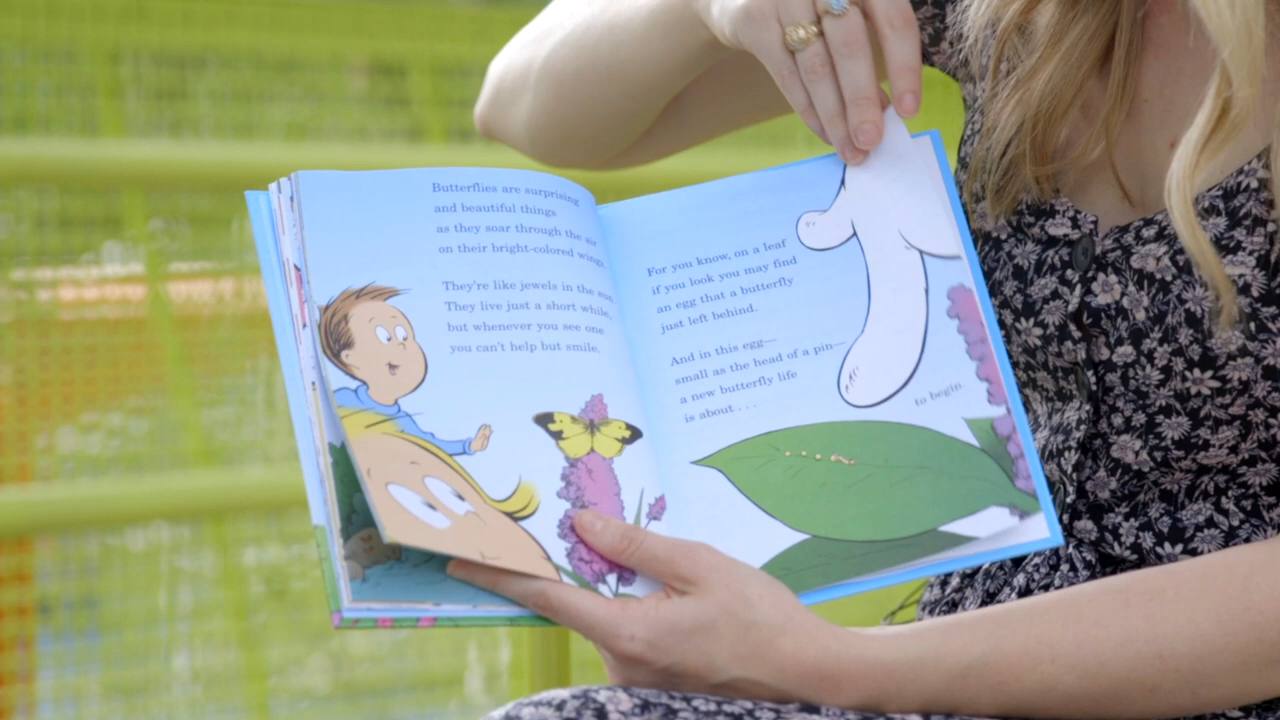 Butterflies are surprising
and beautiful things
as they soar through the air
on their bright-colored wings.
They're like jewels in the sun.
They live just a short while,
but whenever you see one
you can't help but smile.
For you know, on a leaf
if you look you may find
an egg that a butterfly
just left behind.
And in this egg—
small as the head of a pin—
a new butterfly life
is about . . .
to begin.